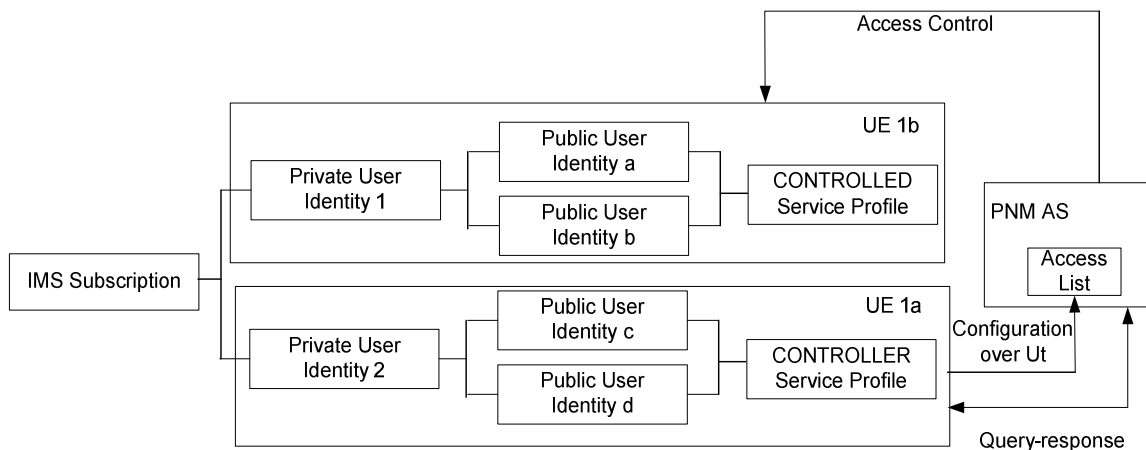 Access Control
UE 1b
Public User
Identity a
Private User
Identity 1
CONTROLLED
Service Profile
Public User
Identity b
PNM AS
Access
List
IMS Subscription
UE 1a
Public User
Identity c
Private User
Identity 2
CONTROLLER
Service Profile
Public User
Identity d
Configuration
over Ut
Query-response